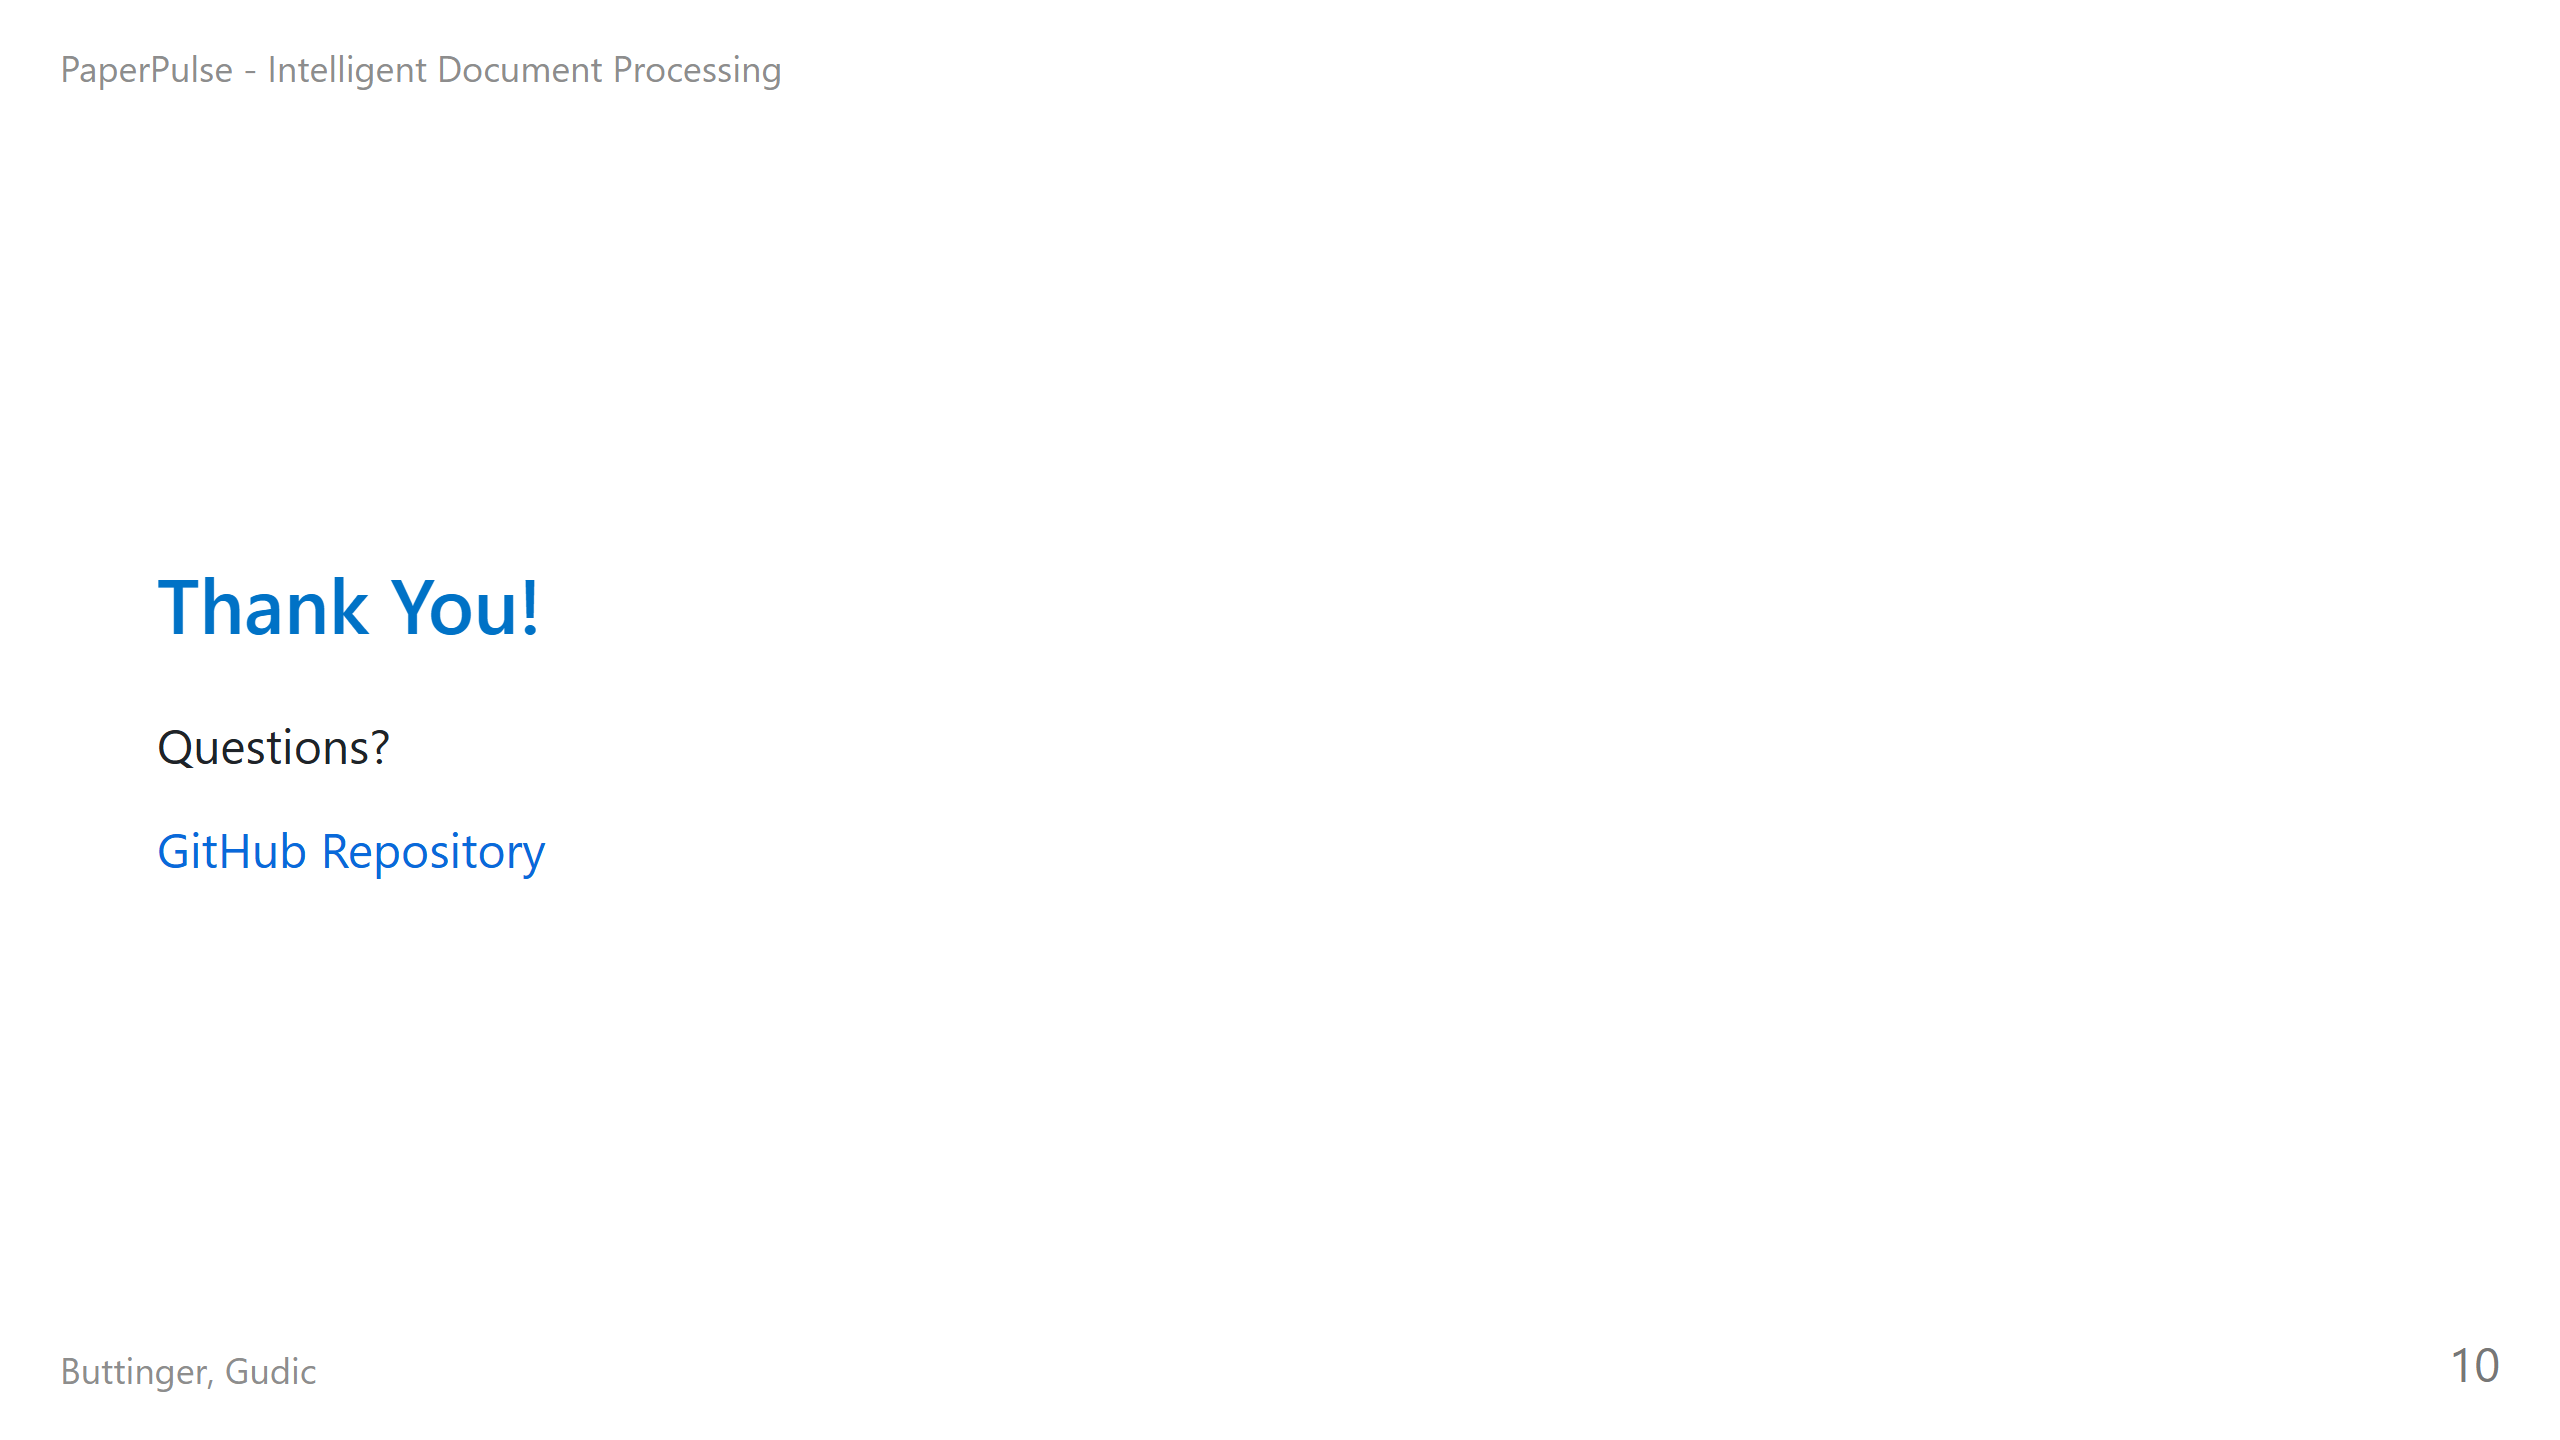 PaperPulse - Intelligent Document Processing
Thank You!
Questions?
GitHub Repository
Buttinger, Gudic
10